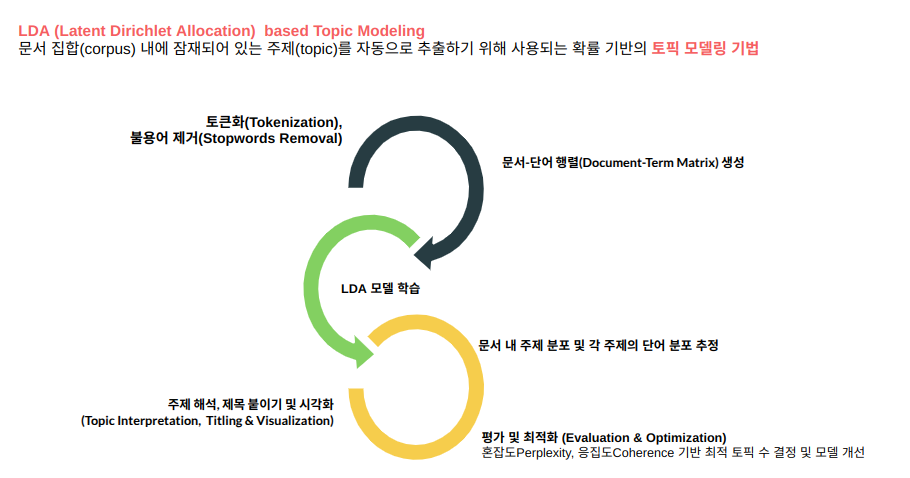 LDA (Latent Dirichlet Allocation) based Topic Modeling
문서 집합(corpus) 내에 잠재되어 있는 주제(topic)를 자동으로 추출하기 위해 사용되는 확률 기반의 토픽 모델링 기법
토큰화(Tokenization),
불용어 제거(Stopwords Removal)
문서-단어 행렬(Document-Term Matrix) 생성
LDA 모델 학습
문서 내 주제 분포 및 각 주제의 단어 분포 추정
주제 해석, 제목 붙이기 및 시각화
(Topic Interpretation, Titling & Visualization)
평가 및 최적화 (Evaluation & Optimization)
혼잡도Perplexity, 응집도Coherence 기반 최적 토픽 수 결정 및 모델 개선